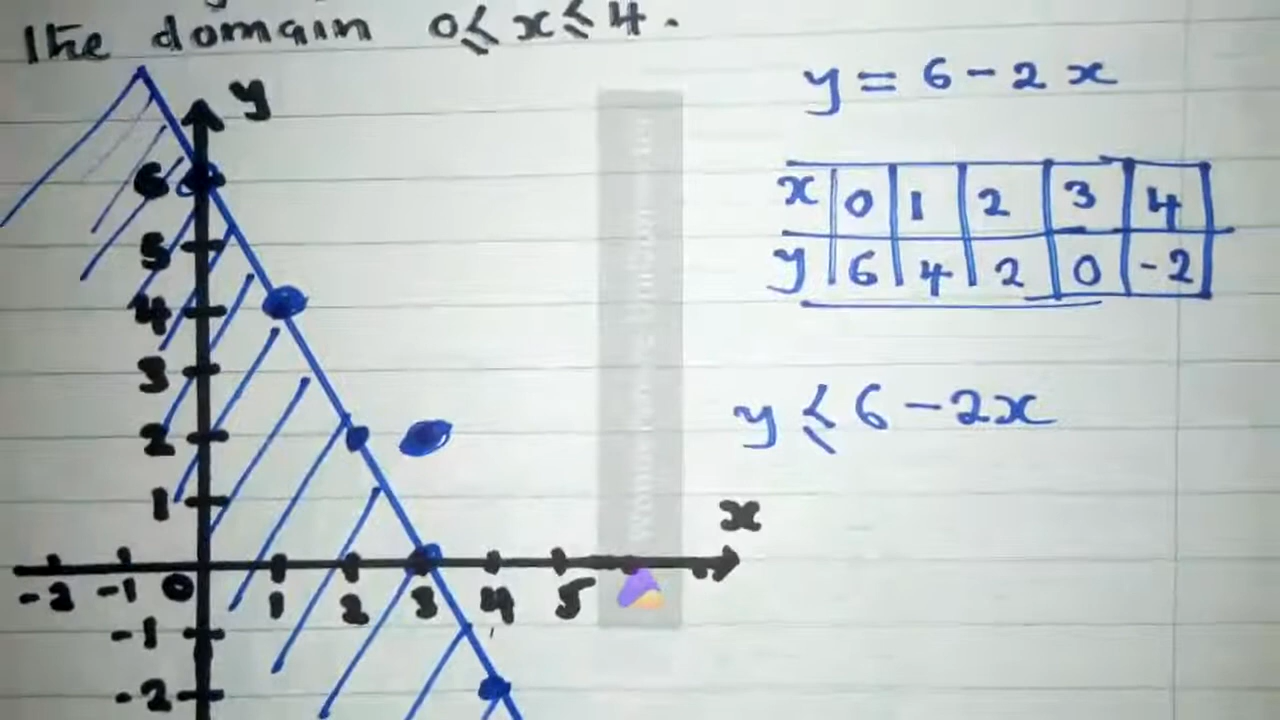 the domain 0 ≤ x ≤ 4.
y
y = 6 - 2x
x 0 1 2 3 4
y 6 4 2 0 -2
6
5
4
3
2
1
y ≤ 6 - 2x
x
-2 -1 0 1 2 3 4 5
-1
-2